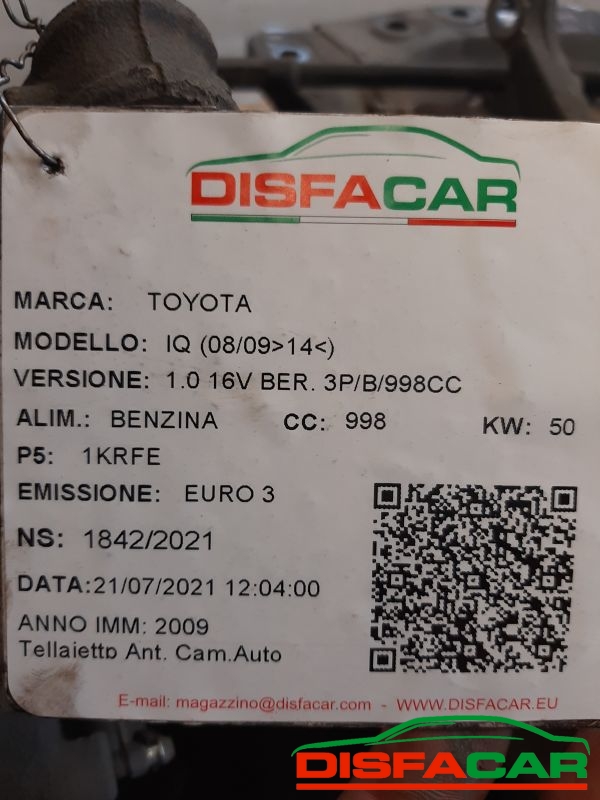 DISFACAR
MARCA: TOYOTA
MODELLO: IQ (08/09>14<)
VERSIONE: 1.0 16V BER. 3P/B/998CC
ALIM.: BENZINA CC: 998 KW: 50
P5: 1KRFE
EMISSIONE: EURO 3
NS: 1842/2021
DATA:21/07/2021 12:04:00
ANNO IMM: 2009
Tellaietto Ant. Cam.Auto
E-mail: magazzino@disfacar.com - WWW.DISFACAR.EU
DISFACAR